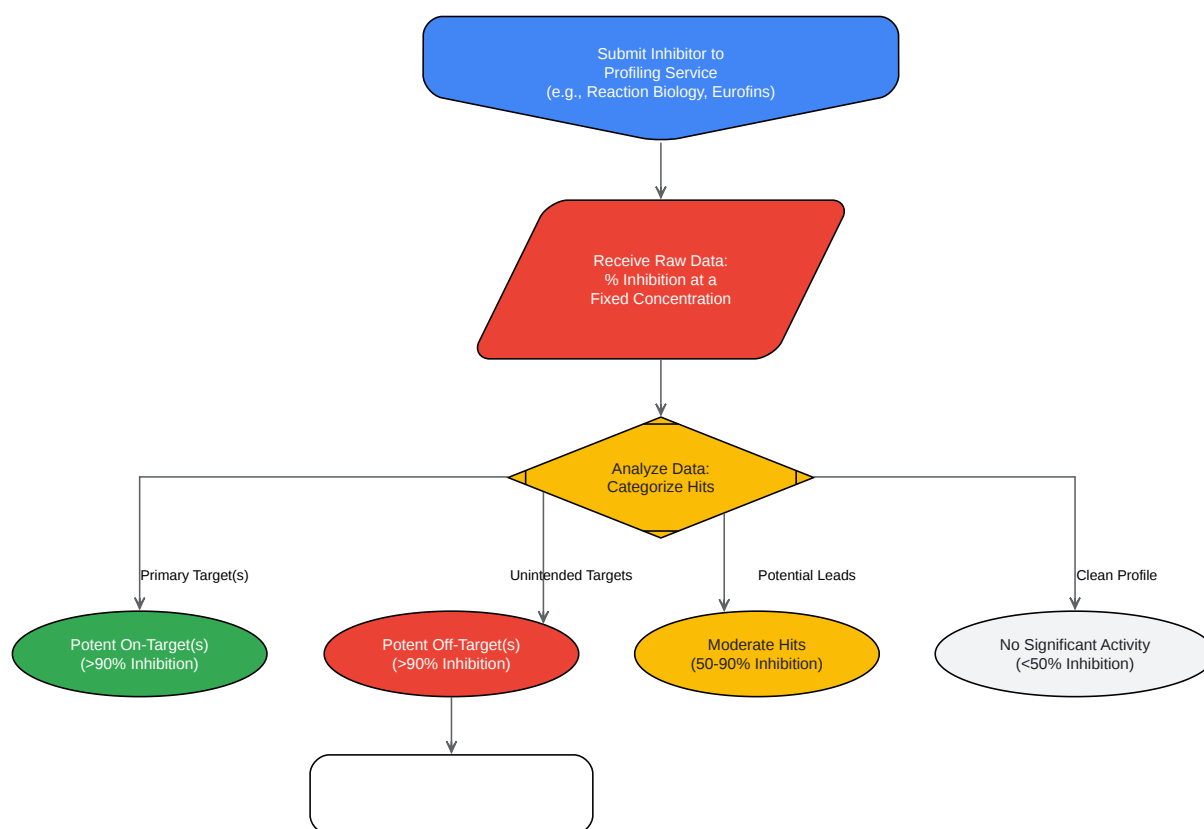 Submit Inhibitor to
Profiling Service
(e.g., Reaction Biology, Eurofins)
Receive Raw Data:
% Inhibition at a
Fixed Concentration
Analyze Data:
Categorize Hits
Primary Target(s)
Unintended Targets
Potential Leads
Clean Profile
Potent On-Target(s)
(>90% Inhibition)
Potent Off-Target(s)
(>90% Inhibition)
Moderate Hits
(50-90% Inhibition)
No Significant Activity
(<50% Inhibition)